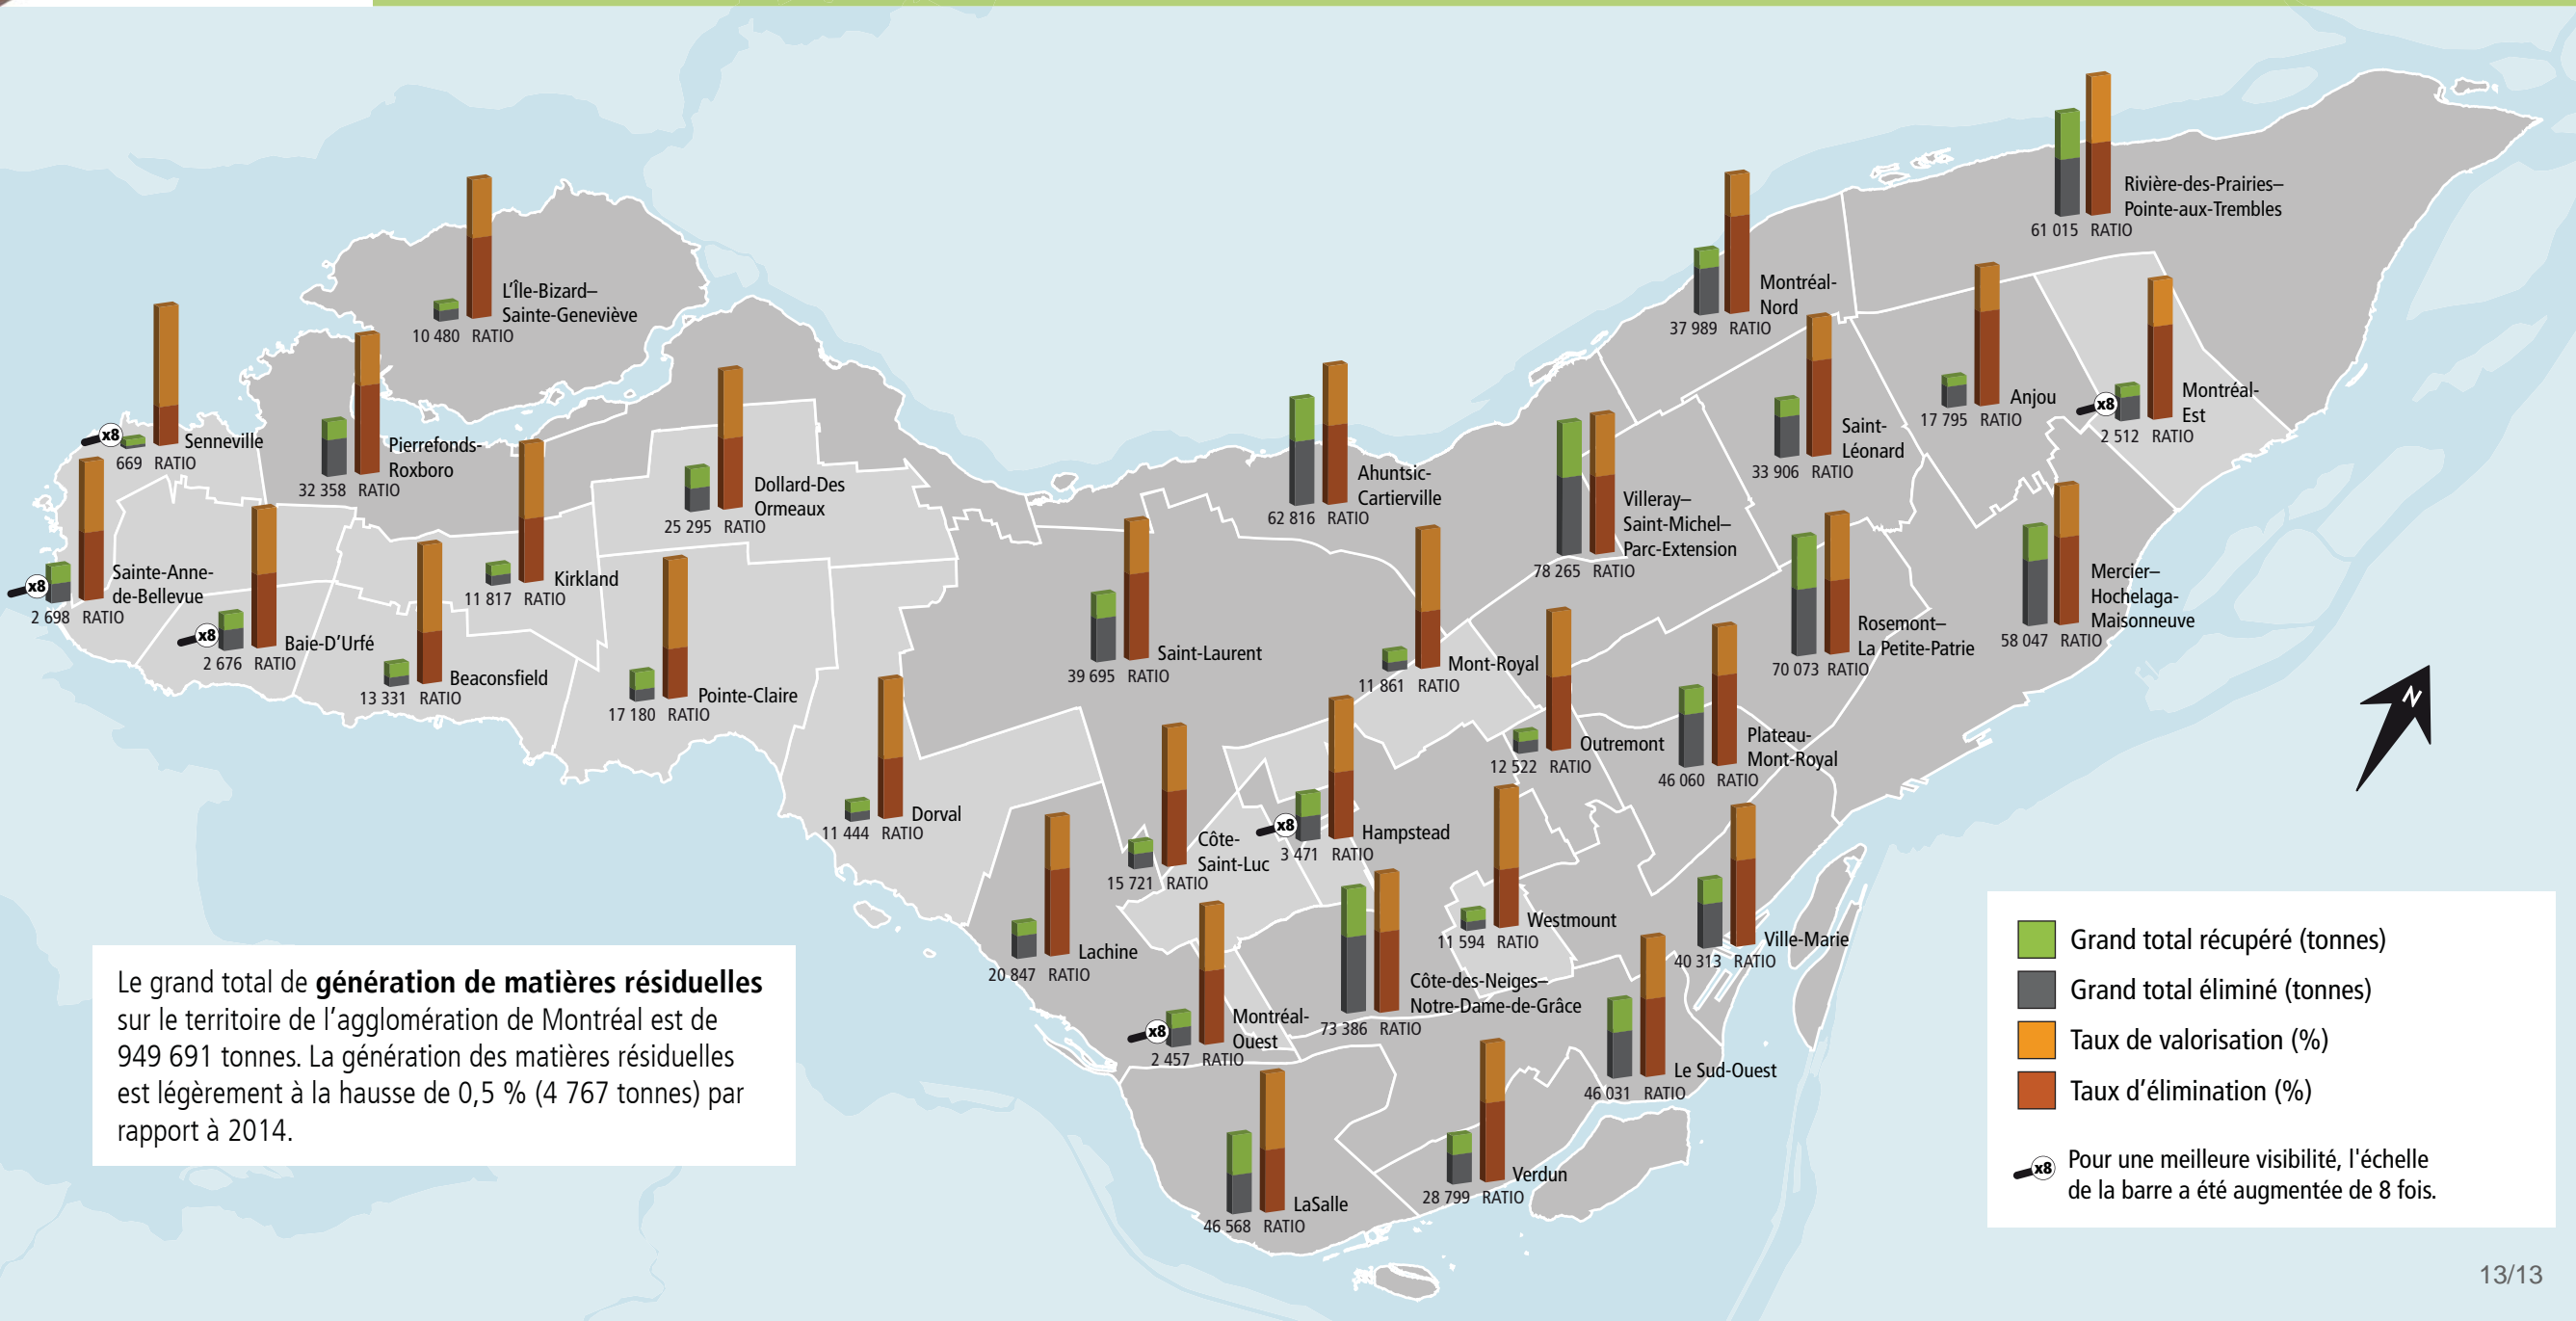 Rivière-des-Prairies–
Pointe-aux-Trembles
61 015 RATIO
L'Île-Bizard–
Sainte-Geneviève
10 480 RATIO
Montréal-
Nord
37 989 RATIO
x8
Senneville
669 RATIO
Pierrefonds-
Roxboro
32 358 RATIO
Anjou
17 795 RATIO
x8
Montréal-
Est
2 512 RATIO
Saint-
Léonard
33 906 RATIO
Dollard-Des
Ormeaux
25 295 RATIO
Ahuntsic-
Cartierville
62 816 RATIO
Villeray–
Saint-Michel–
Parc-Extension
78 265 RATIO
x8
Sainte-Anne-
de-Bellevue
2 698 RATIO
Kirkland
11 817 RATIO
x8
Baie-D'Urfé
2 676 RATIO
Beaconsfield
13 331 RATIO
Pointe-Claire
17 180 RATIO
Saint-Laurent
39 695 RATIO
Mont-Royal
11 861 RATIO
Rosemont–
La Petite-Patrie
70 073 RATIO
Mercier–
Hochelaga-
Maisonneuve
58 047 RATIO
Outremont
12 522 RATIO
Plateau-
Mont-Royal
46 060 RATIO
N
Dorval
11 444 RATIO
Côte-
Saint-Luc
15 721 RATIO
x8
Hampstead
3 471 RATIO
Lachine
20 847 RATIO
Westmount
11 594 RATIO
Ville-Marie
40 313 RATIO
Côte-des-Neiges–
Notre-Dame-de-Grâce
73 386 RATIO
x8
Montréal-
Ouest
2 457 RATIO
Le Sud-Ouest
46 031 RATIO
Verdun
28 799 RATIO
LaSalle
46 568 RATIO
Le grand total de génération de matières résiduelles
sur le territoire de l'agglomération de Montréal est de
949 691 tonnes. La génération des matières résiduelles
est légèrement à la hausse de 0,5 % (4 767 tonnes) par
rapport à 2014.
Grand total récupéré (tonnes)
Grand total éliminé (tonnes)
Taux de valorisation (%)
Taux d'élimination (%)
x8
Pour une meilleure visibilité, l'échelle
de la barre a été augmentée de 8 fois.
13/13